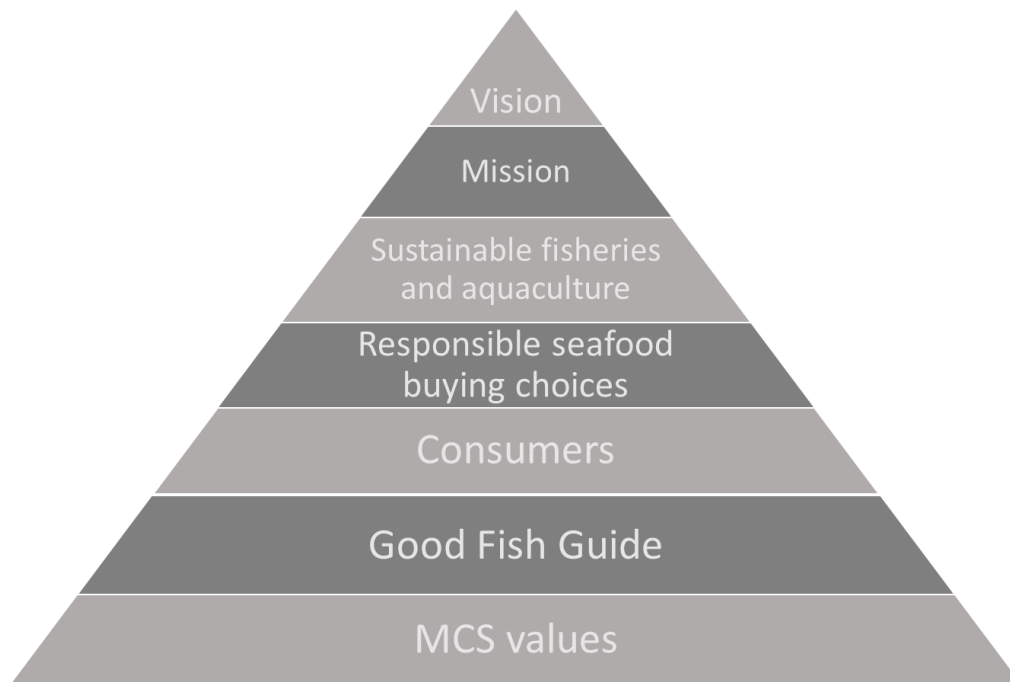 Vision
Mission
Sustainable fisheries
and aquaculture
Responsible seafood
buying choices
Consumers
Good Fish Guide
MCS values